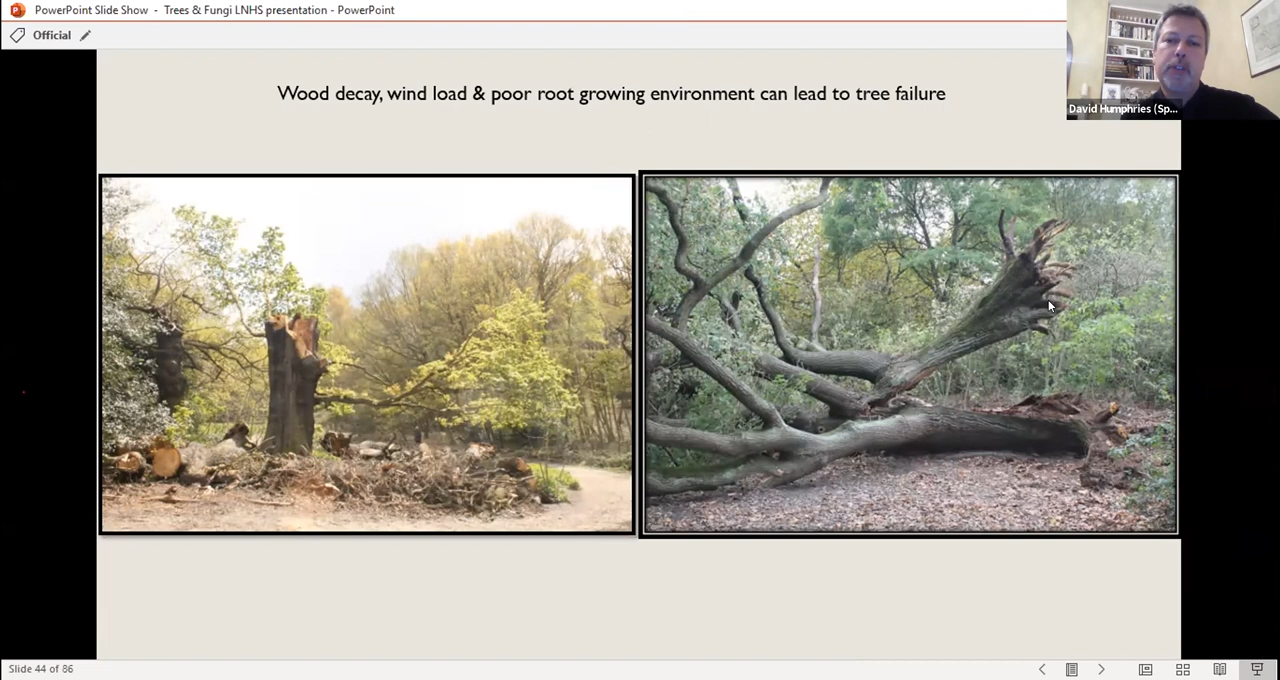 PowerPoint Slide Show - Trees & Fungi LNHS presentation - PowerPoint
Official
David Humphries (Sp...
Wood decay, wind load & poor root growing environment can lead to tree failure
Slide 44 of 86